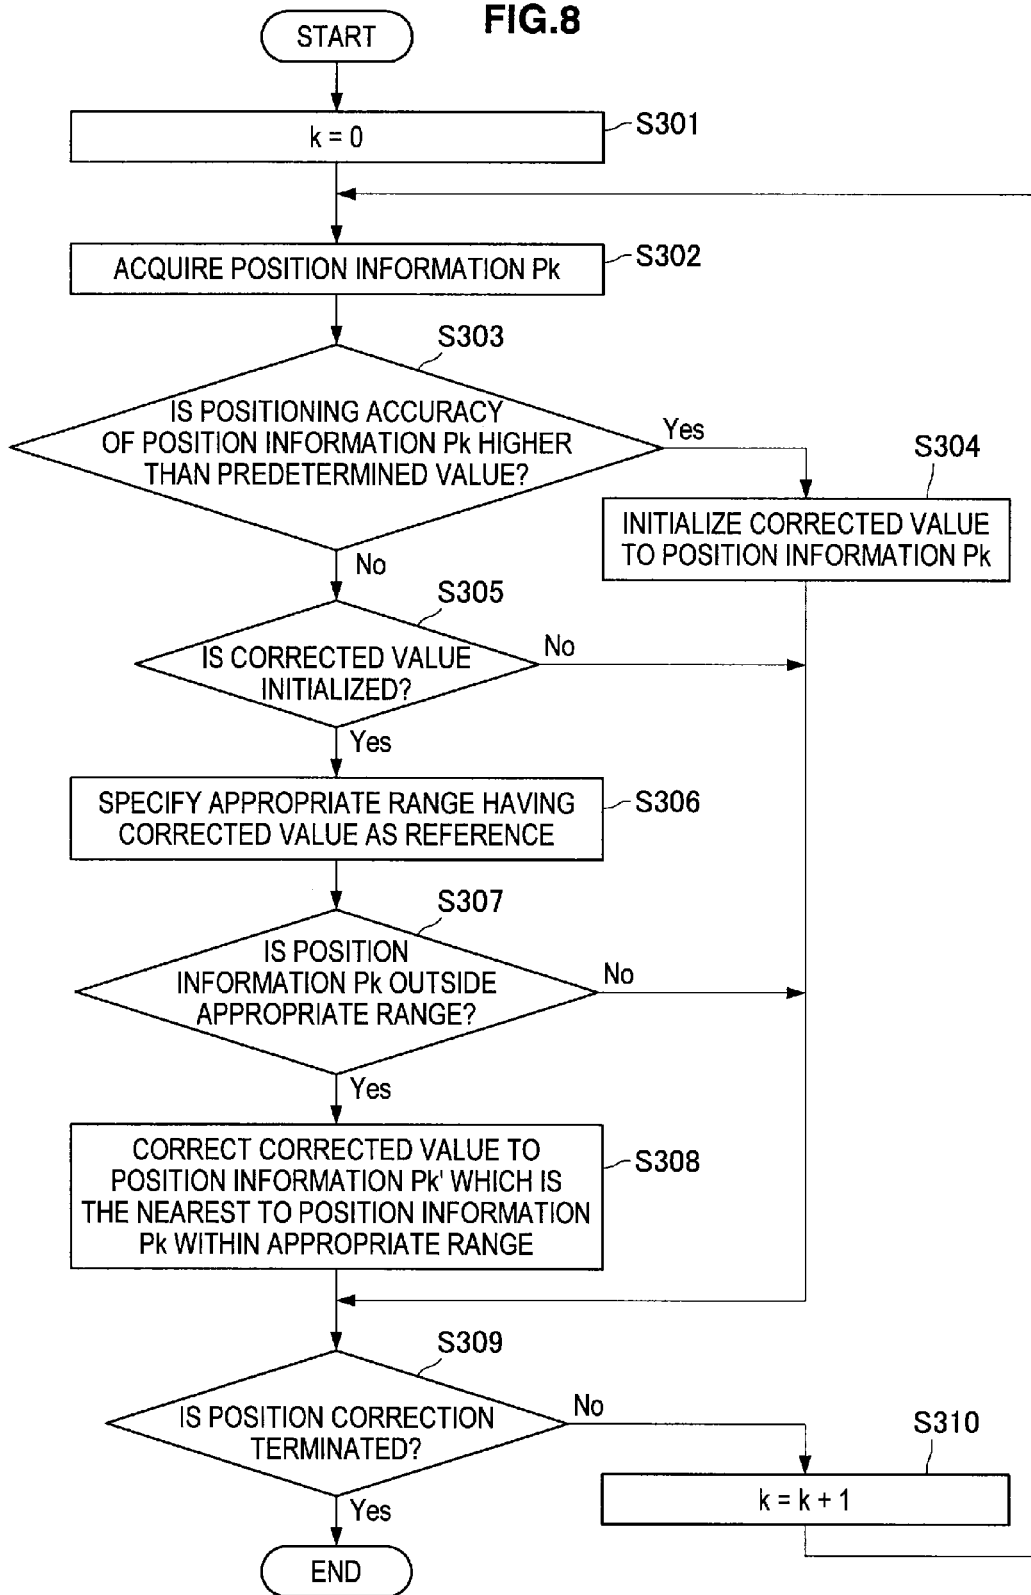 FIG.8
START
k = 0
S301
ACQUIRE POSITION INFORMATION Pk
S302
S303
IS POSITIONING ACCURACY
OF POSITION INFORMATION Pk HIGHER
THAN PREDETERMINED VALUE?
Yes
S304
INITIALIZE CORRECTED VALUE
TO POSITION INFORMATION Pk
No
S305
IS CORRECTED VALUE
INITIALIZED?
No
Yes
SPECIFY APPROPRIATE RANGE HAVING
CORRECTED VALUE AS REFERENCE
S306
S307
IS POSITION
INFORMATION Pk OUTSIDE
APPROPRIATE RANGE?
No
Yes
CORRECT CORRECTED VALUE TO
POSITION INFORMATION Pk' WHICH IS
THE NEAREST TO POSITION INFORMATION
Pk WITHIN APPROPRIATE RANGE
S308
S309
IS POSITION CORRECTION
TERMINATED?
No
S310
k = k + 1
Yes
END